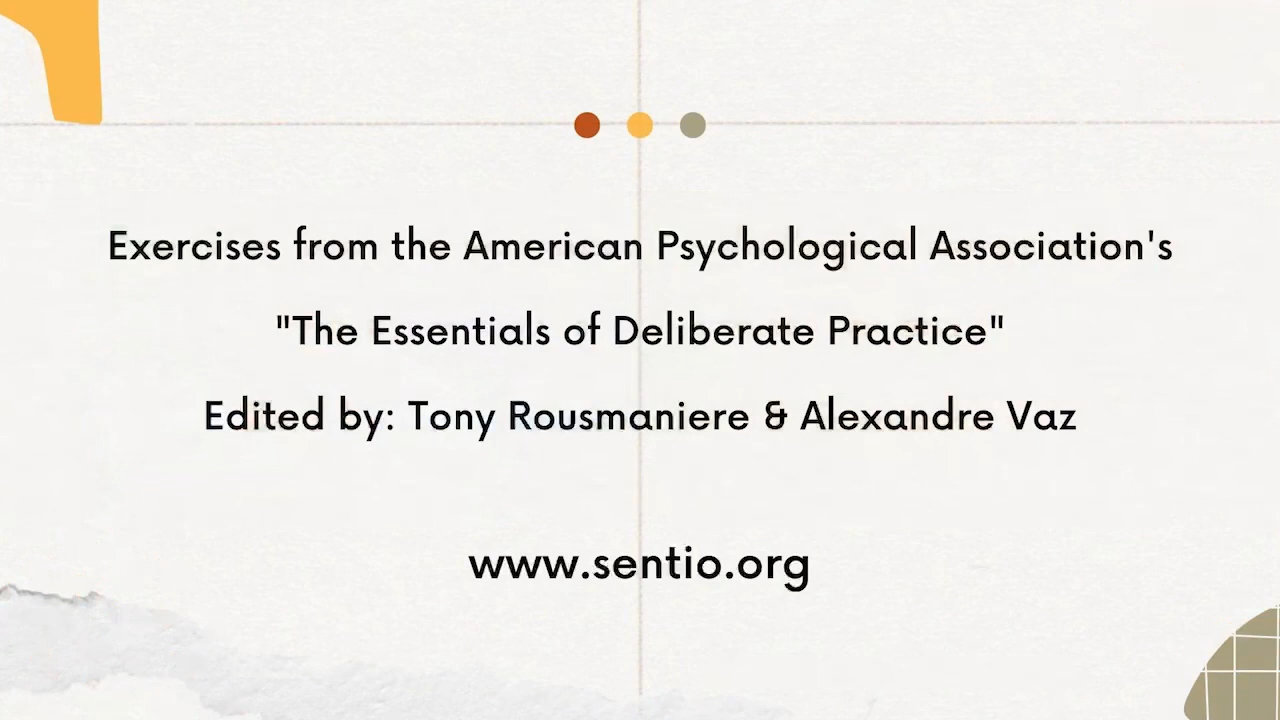 Exercises from the American Psychological Association's
"The Essentials of Deliberate Practice"
Edited by: Tony Rousmaniere & Alexandre Vaz
www.sentio.org